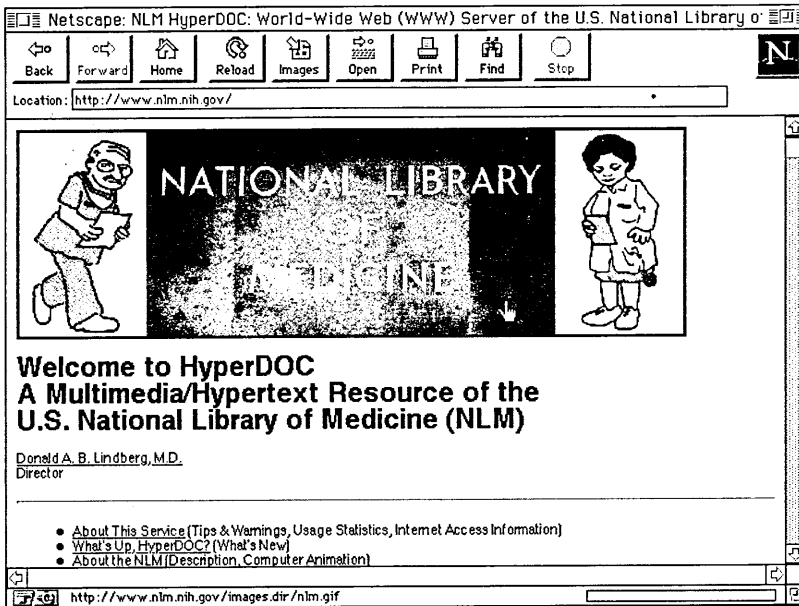 Netscape: NLM HyperDOC: World-Wide Web (WWW) Server of the U.S. National Library o
Back Forward Home Reload Images Open Print Find Stop
N
Location: http://www.nlm.nih.gov/
NATIONAL LIBRARY
OF
MEDICINE
Welcome to HyperDOC
A Multimedia/Hypertext Resource of the
U.S. National Library of Medicine (NLM)
Donald A. B. Lindberg, M.D.
Director
• About This Service (Tips & Warnings, Usage Statistics, Internet Access Information)
• What's Up, HyperDOC? (What's New)
• About the NLM (Description, Computer Animation)
http://www.nlm.nih.gov/images.dir/nlm.gif